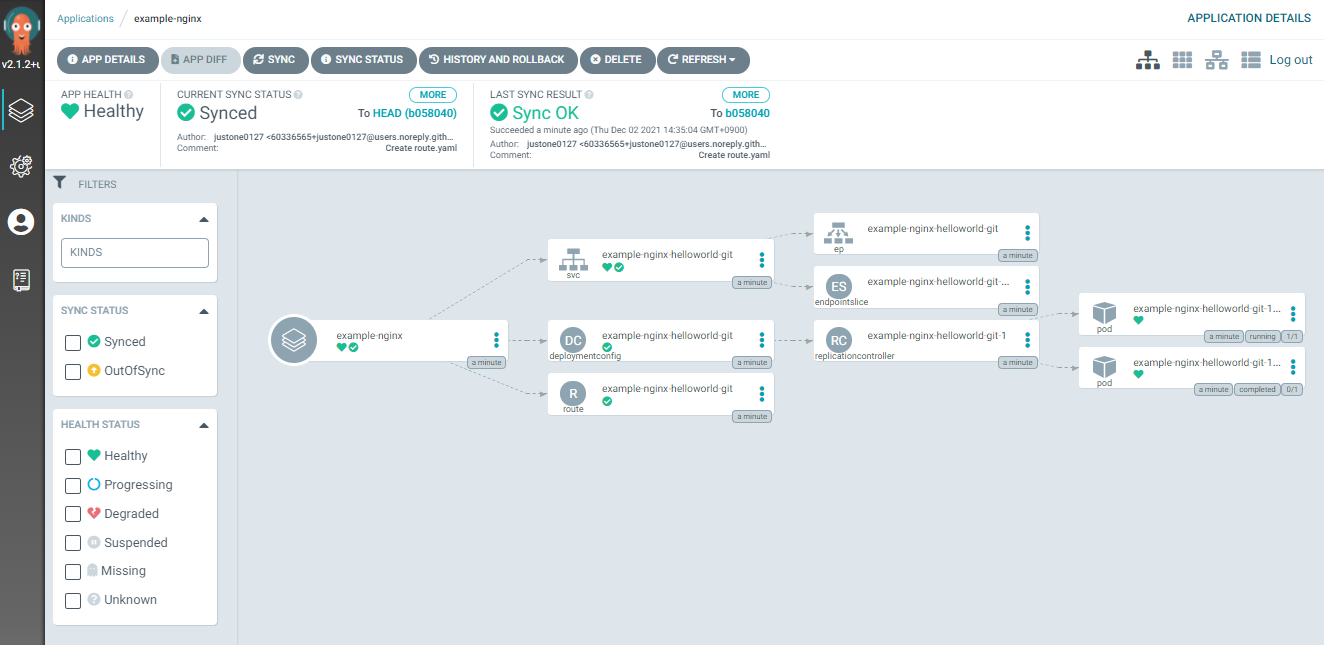 Applications / example-nginx
APPLICATION DETAILS
v2.1.2+u
APP DETAILS
APP DIFF
SYNC
SYNC STATUS
HISTORY AND ROLLBACK
DELETE
REFRESH
Log out
APP HEALTH
Healthy
CURRENT SYNC STATUS
MORE
Synced
To HEAD (b058040)
Author: justone0127 <60336565+justone0127@users.noreply.gith...
Comment: Create route.yaml
LAST SYNC RESULT
MORE
Sync OK
To b058040
Succeeded a minute ago (Thu Dec 02 2021 14:35:04 GMT+0900)
Author: justone0127 <60336565+justone0127@users.noreply.gith...
Comment: Create route.yaml
FILTERS
KINDS
KINDS
SYNC STATUS
Synced
OutOfSync
HEALTH STATUS
Healthy
Progressing
Degraded
Suspended
Missing
Unknown
example-nginx
a minute
svc
example-nginx-helloworld-git
a minute
DC
deploymentconfig
example-nginx-helloworld-git
a minute
R
route
example-nginx-helloworld-git
a minute
ep
example-nginx-helloworld-git
a minute
ES
endpointslice
example-nginx-helloworld-git-...
a minute
RC
replicationcontroller
example-nginx-helloworld-git-1
a minute
pod
example-nginx-helloworld-git-1...
a minute
running
1/1
pod
example-nginx-helloworld-git-1...
a minute
completed
0/1